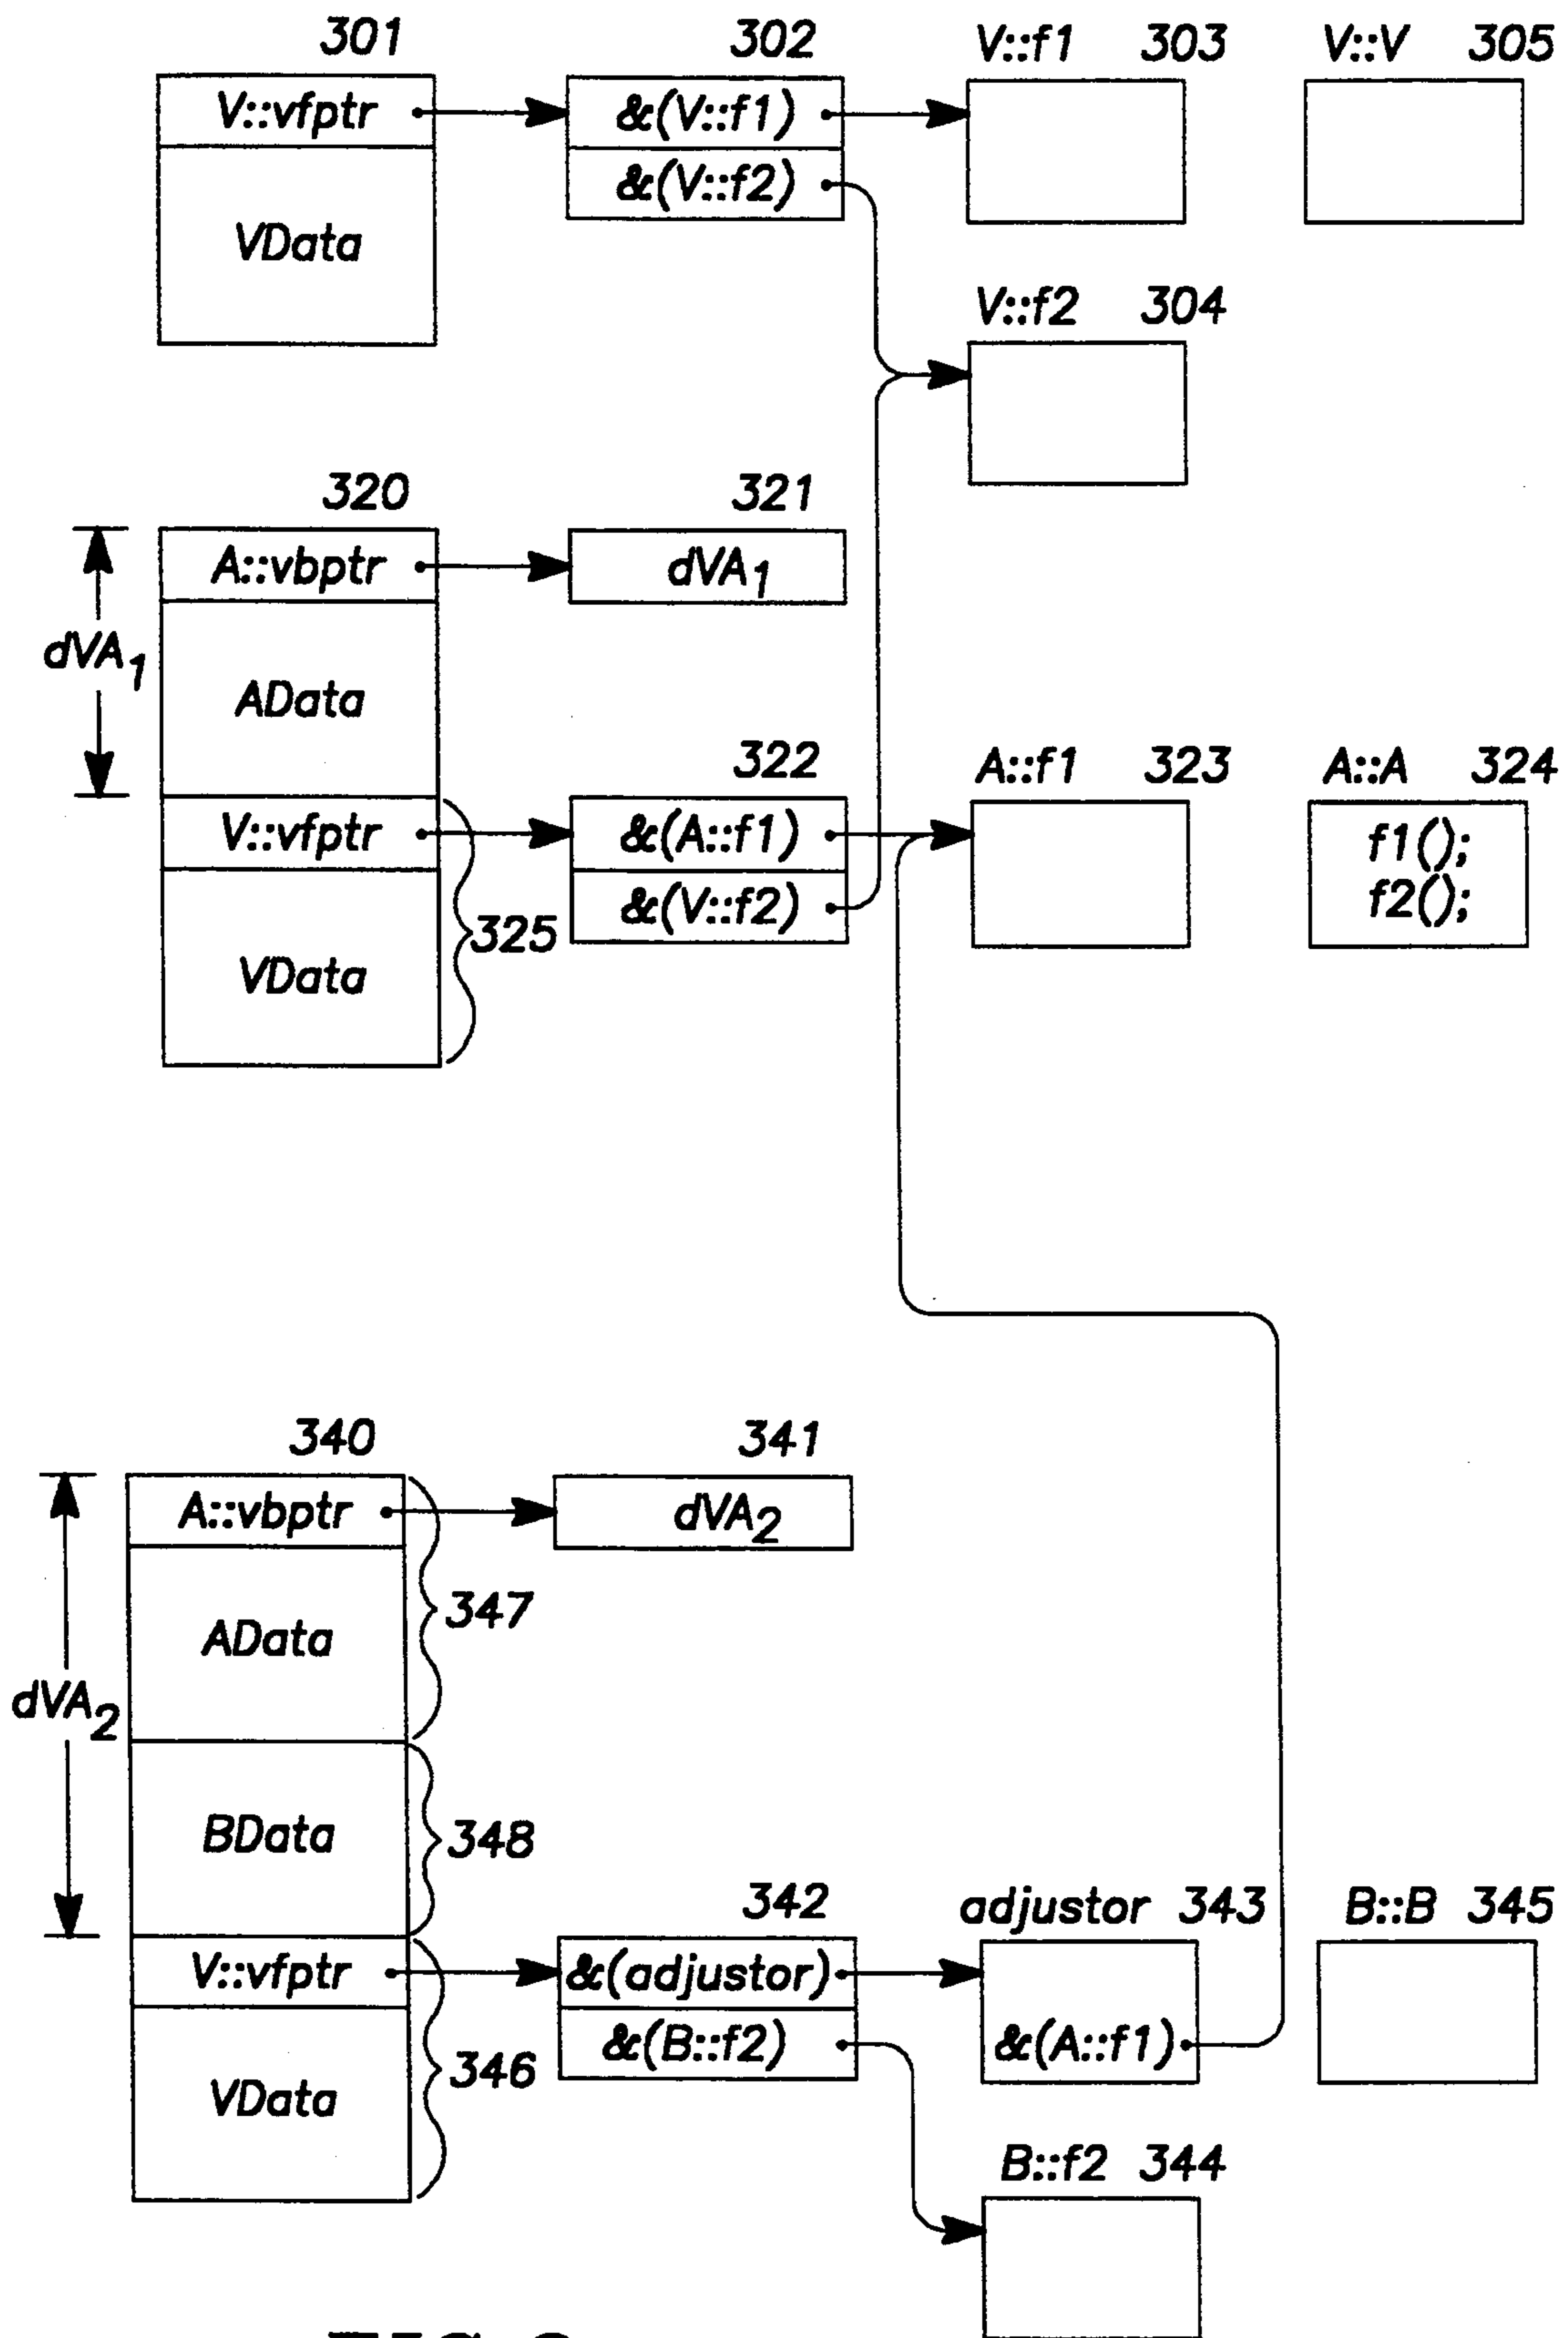 301
302
V::f1 303
V::V 305
V::vfptr
&(V::f1)
&(V::f2)
VData
V::f2 304
320
321
A::vbptr
dVA1
dVA1
AData
322
A::f1 323
A::A 324
V::vfptr
&(A::f1)
f1();
&(V::f2)
f2();
325
VData
340
341
A::vbptr
dVA2
347
AData
dVA2
BData
348
342
adjustor 343
B::B 345
V::vfptr
&(adjustor)
&(B::f2)
&(A::f1)
346
VData
B::f2 344